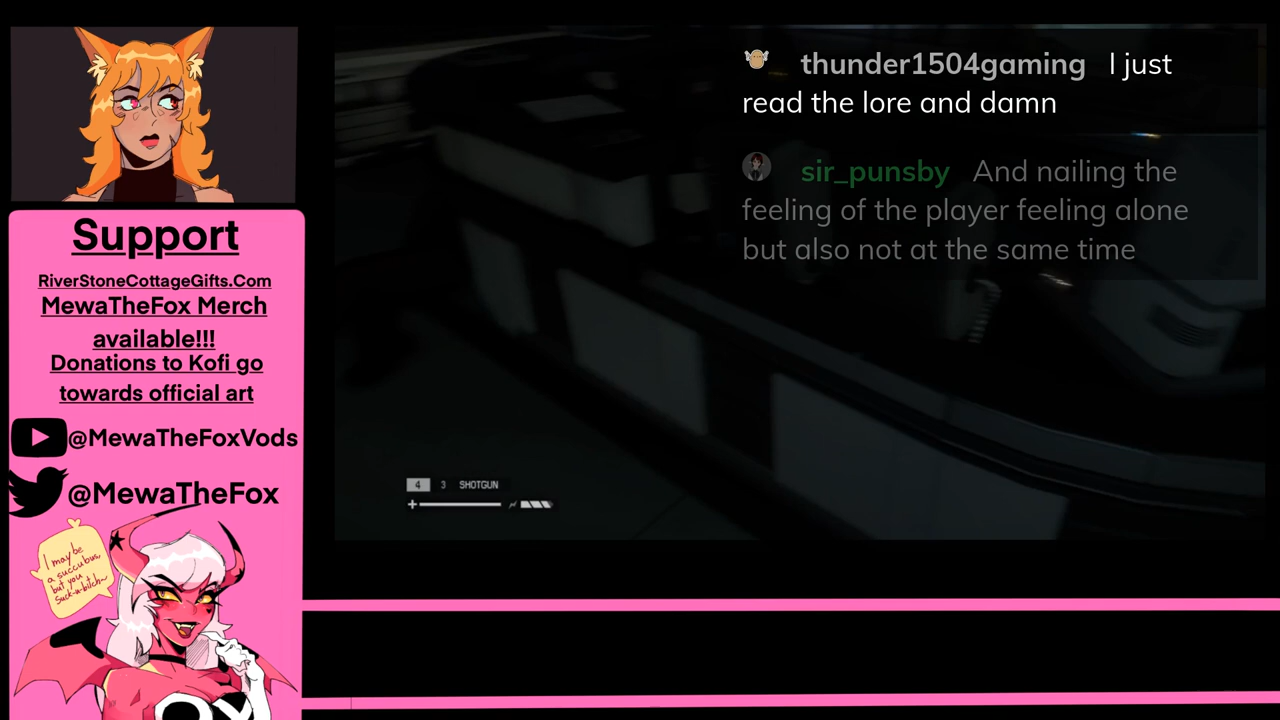 Support
RiverStoneCottageGifts.Com
MewaTheFox Merch
available!!!
Donations to Kofi go
towards official art
@MewaTheFoxVods
@MewaTheFox
I may be
a succubus,
but you
suck-a-bitch~
thunder1504gaming I just
read the lore and damn
sir_punsby And nailing the
feeling of the player feeling alone
but also not at the same time
4 3 SHOTGUN